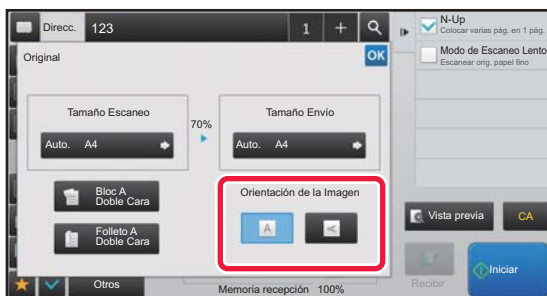 Direcc. 123 1 + 
N-Up
Colocar varias pág. en 1 pág.
Original
OK
Modo de Escaneo Lento
Escanear orig. papel fino
Tamaño Escaneo
70%
Tamaño Envío
Auto. A4
Auto. A4
Bloc A
Doble Cara
Orientación de la Imagen
A
A
Folleto A
Doble Cara
Vista previa
CA
Otros
Memoria recepción 100%
Recibir
Iniciar